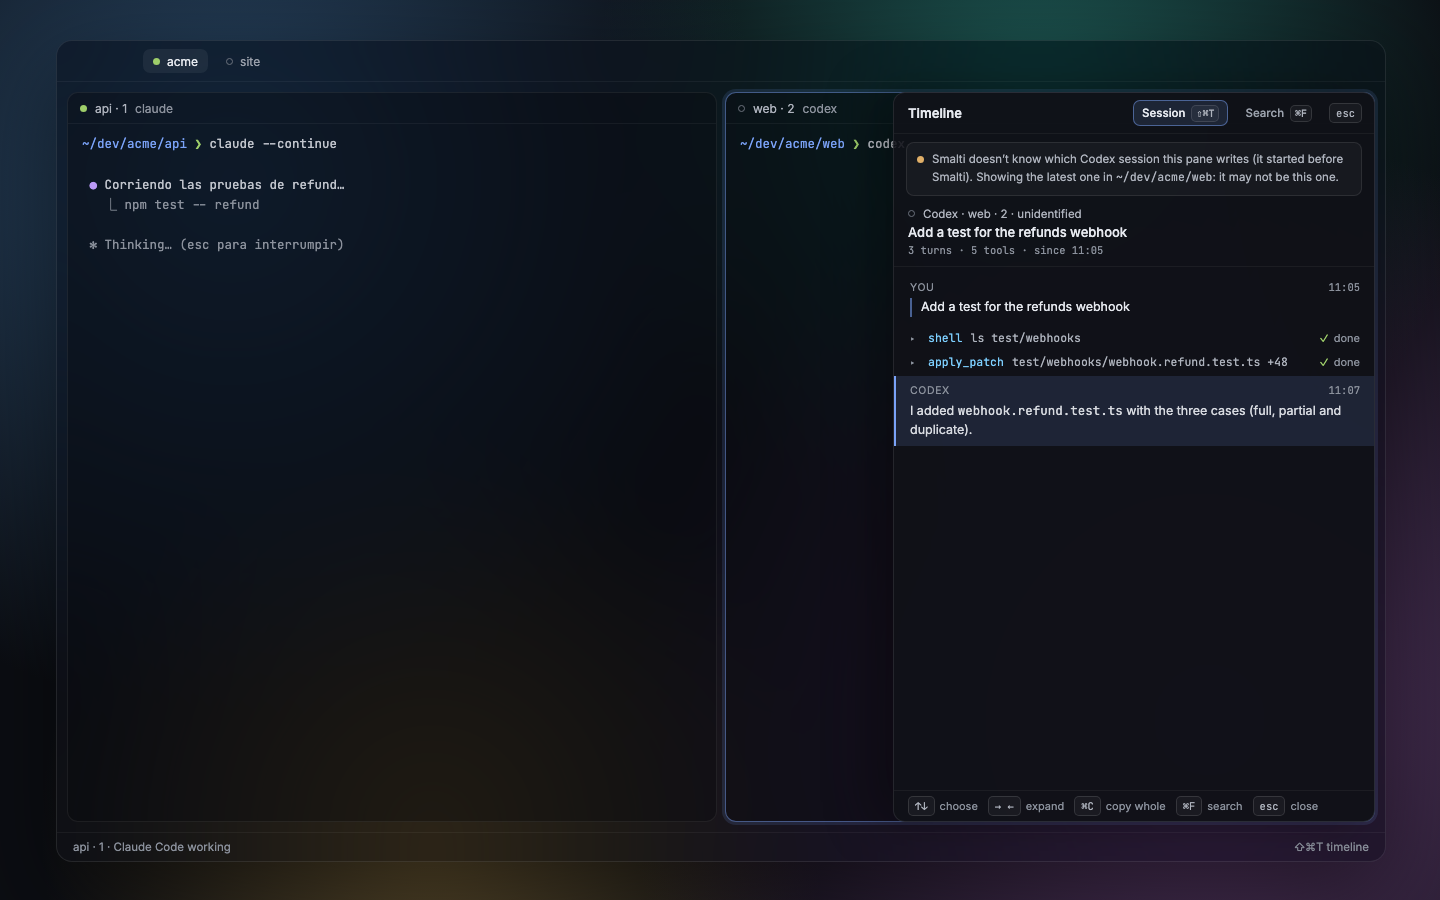 acme
site
api · 1 claude
~/dev/acme/api ❯ claude --continue
● Corriendo las pruebas de refund…
⎿ npm test -- refund
✻ Thinking… (esc para interrumpir)
web · 2 codex
~/dev/acme/web ❯ codex
Timeline
Session ⇧⌘T
Search ⌘F
esc
Smalti doesn’t know which Codex session this pane writes (it started before
Smalti). Showing the latest one in ~/dev/acme/web: it may not be this one.
Codex · web · 2 · unidentified
Add a test for the refunds webhook
3 turns · 5 tools · since 11:05
YOU 11:05
Add a test for the refunds webhook
▸ shell ls test/webhooks ✓ done
▸ apply_patch test/webhooks/webhook.refund.test.ts +48 ✓ done
CODEX 11:07
I added webhook.refund.test.ts with the three cases (full, partial and
duplicate).
↑↓ choose → ← expand ⌘C copy whole ⌘F search esc close
api · 1 · Claude Code working
⇧⌘T timeline